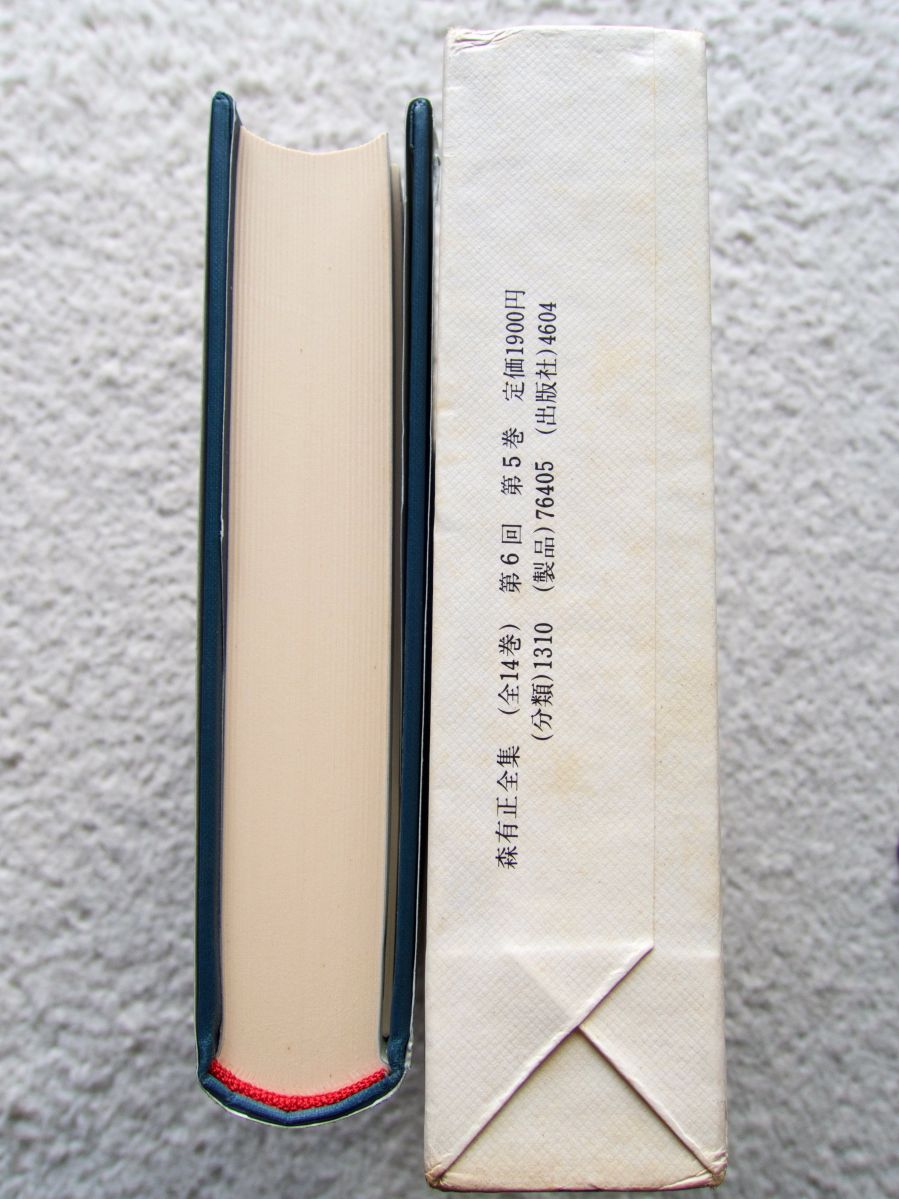 森有正全集 (全14巻) 第6回 第5巻 定価1900円
(分類)1310 (製品)76405 (出版社)4604